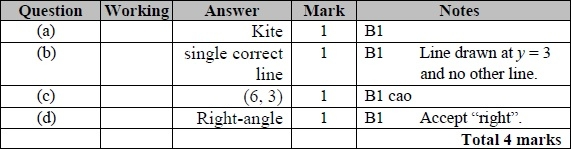 Question Working Answer Mark Notes
(a) Kite 1 B1
(b) single correct 1 B1 Line drawn at y = 3
line and no other line.
(c) (6, 3) 1 B1 cao
(d) Right-angle 1 B1 Accept “right”.
Total 4 marks